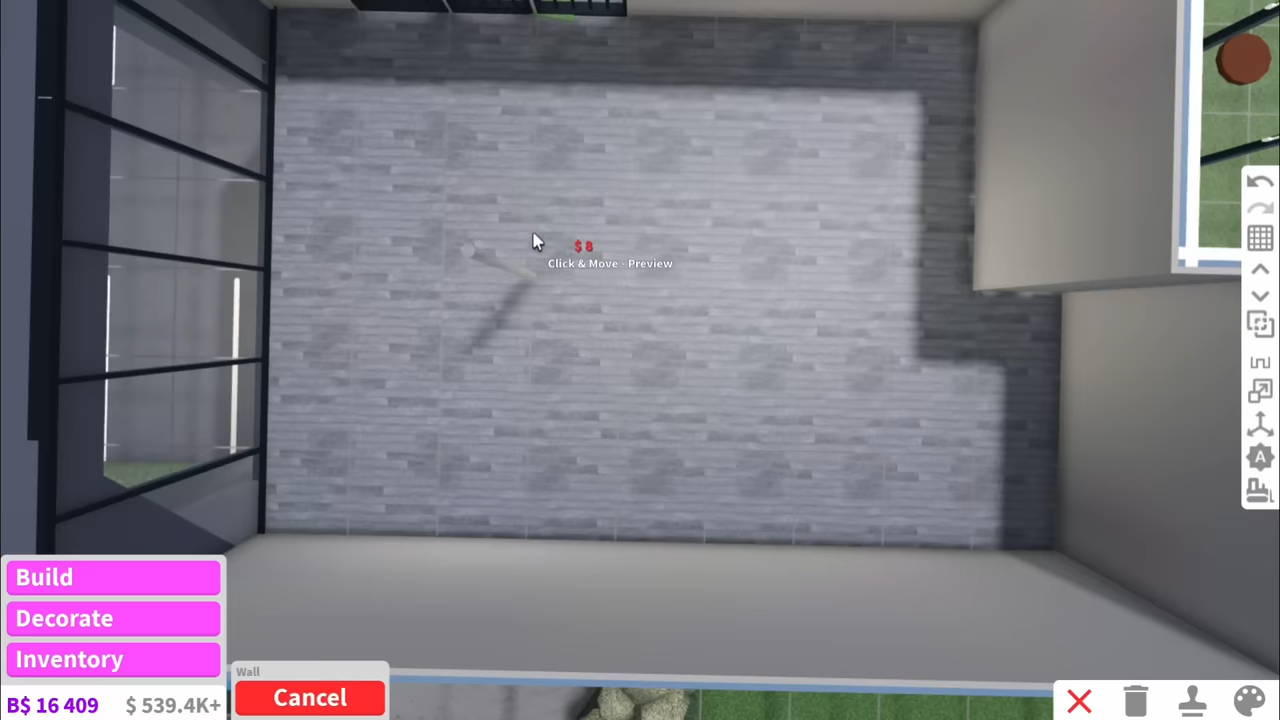 $ 8
Click & Move - Preview
Build
Decorate
Inventory
B$ 16 409 $ 539.4K+
Wall
Cancel
A